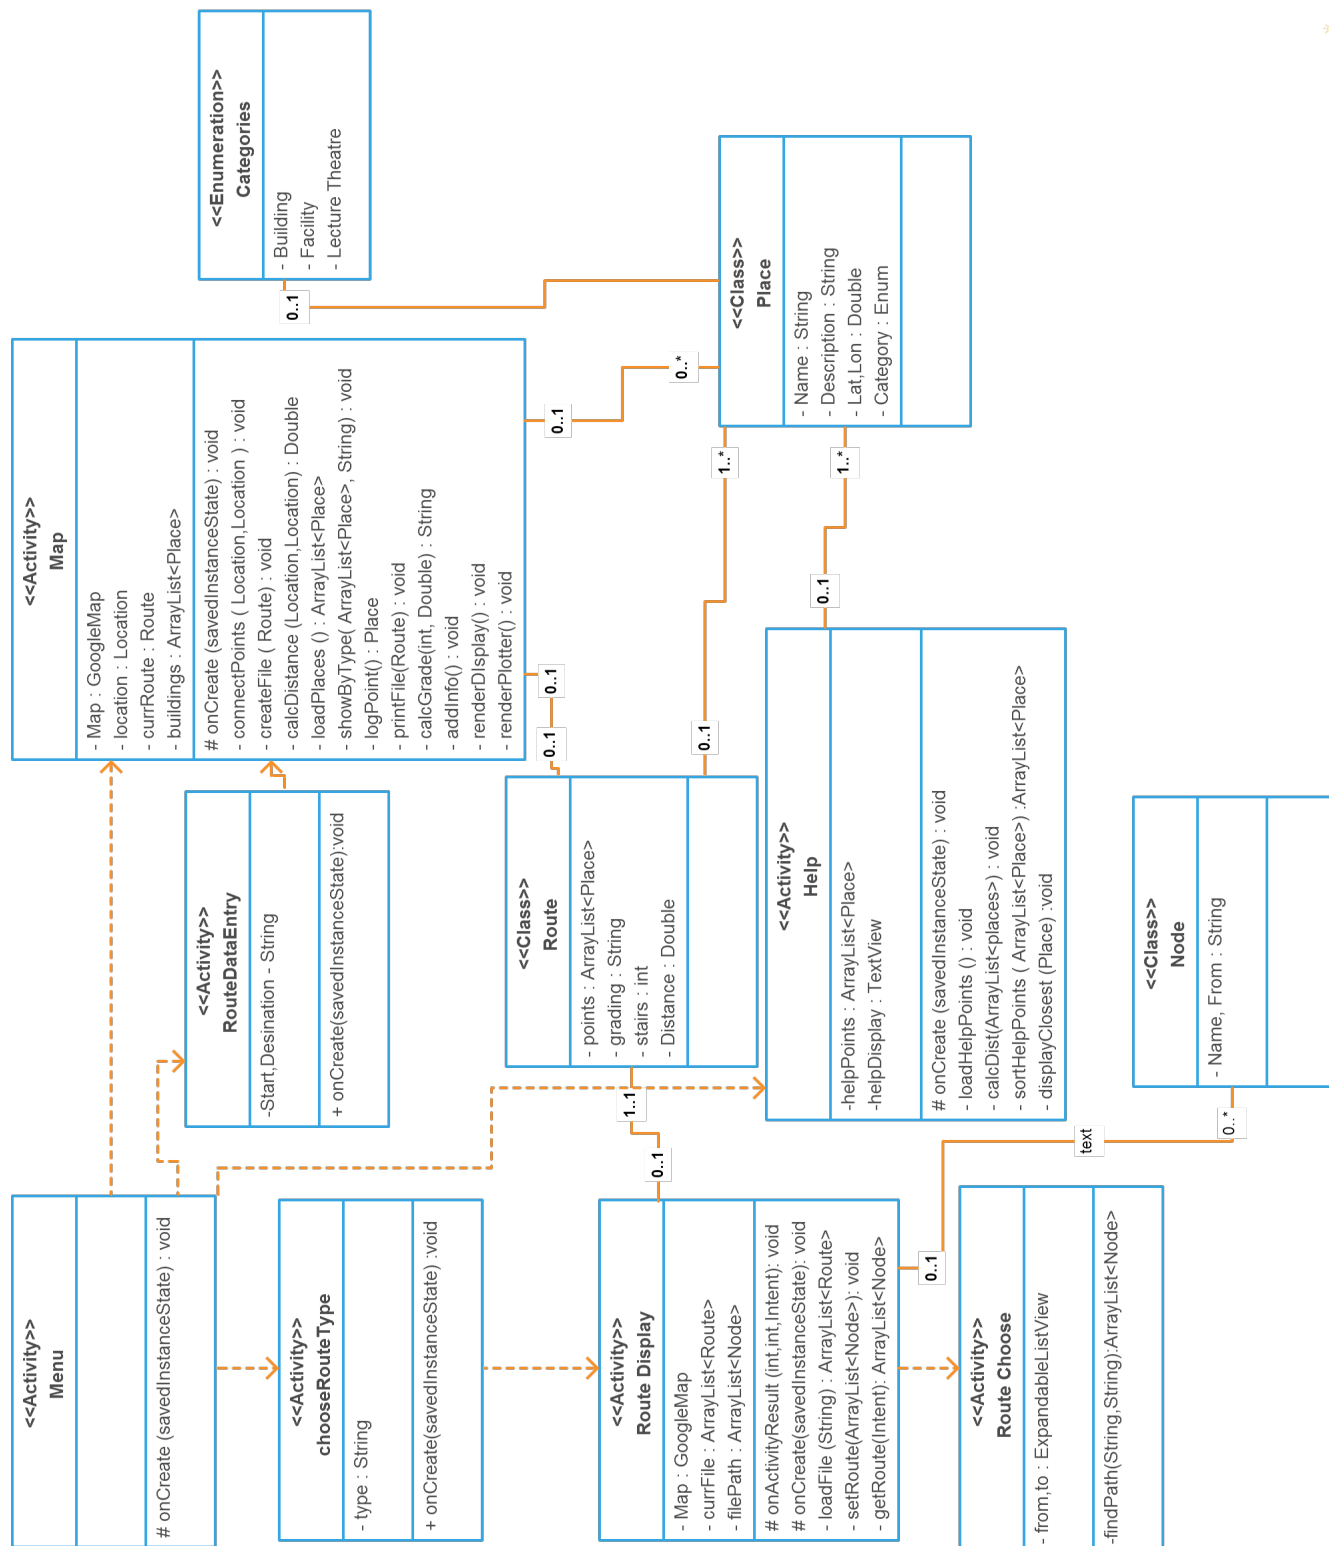 <<Activity>>
Menu
# onCreate (savedInstanceState) : void
<<Activity>>
chooseRouteType
- type : String
+ onCreate(savedInstanceState) :void
<<Activity>>
Route Display
- Map : GoogleMap
- currFile : ArrayList<Route>
- filePath : ArrayList<Node>
# onActivityResult (int,int,Intent): void
# onCreate(savedInstanceState): void
- loadFile (String) : ArrayList<Route>
- setRoute(ArrayList<Node>): void
- getRoute(Intent): ArrayList<Node>
<<Activity>>
Route Choose
- from,to : ExpandableListView
-findPath(String,String):ArrayList<Node>
<<Activity>>
RouteDataEntry
-Start,Desination - String
+ onCreate(savedInstanceState):void
<<Class>>
Route
- points : ArrayList<Place>
- grading : String
- stairs : int
- Distance : Double
<<Activity>>
Help
-helpPoints : ArrayList<Place>
-helpDisplay : TextView
# onCreate (savedInstanceState) : void
- loadHelpPoints () : void
- calcDist(ArrayList<places>) : void
- sortHelpPoints ( ArrayList<Place>) :ArrayList<Place>
- displayClosest (Place) :void
<<Class>>
Node
- Name, From : String
<<Activity>>
Map
- Map : GoogleMap
- location : Location
- currRoute : Route
- buildings : ArrayList<Place>
# onCreate (savedInstanceState) : void
- connectPoints ( Location,Location ) : void
- createFile ( Route) : void
- calcDistance (Location,Location) : Double
- loadPlaces () : ArrayList<Place>
- showByType( ArrayList<Place>, String) : void
- logPoint() : Place
- printFile(Route) : void
- calcGrade(int, Double) : String
- addInfo() : void
- renderDIsplay() : void
- renderPlotter() : void
<<Enumeration>>
Categories
- Building
- Facility
- Lecture Theatre
<<Class>>
Place
- Name : String
- Description : String
- Lat,Lon : Double
- Category : Enum
0..1
0..1
0..*
0..1
0..1
1..*
0..1
1..*
0..1
1..1
0..1
0..1
text
0..*